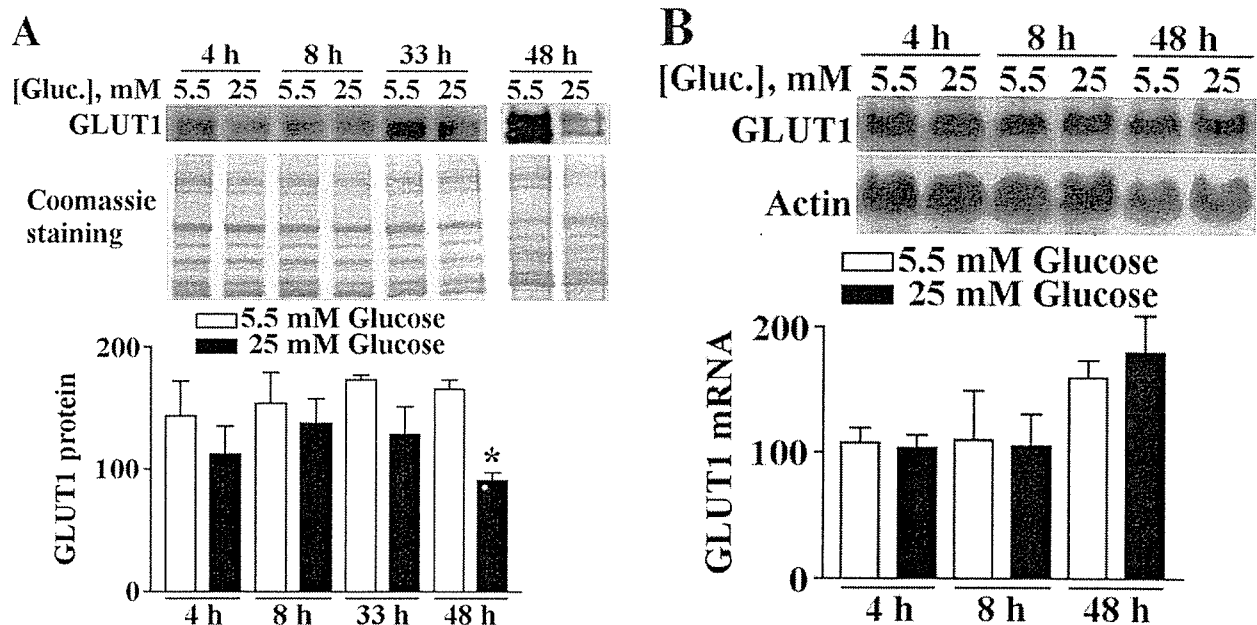 A
4 h 8 h 33 h 48 h
[Gluc.], mM 5.5 25 5.5 25 5.5 25 5.5 25
GLUT1
Coomassie
staining
5.5 mM Glucose
25 mM Glucose
GLUT1 protein
200
100
0
*
4 h 8 h 33 h 48 h
B
4 h 8 h 48 h
[Gluc.], mM 5.5 25 5.5 25 5.5 25
GLUT1
Actin
5.5 mM Glucose
25 mM Glucose
GLUT1 mRNA
200
100
0
4 h 8 h 48 h